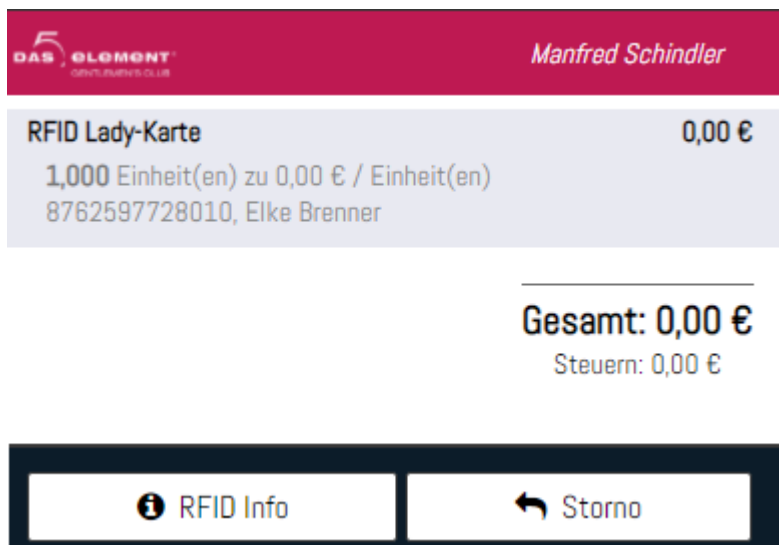 DAS 5 ELEMENT
GENTLEMEN'S CLUB
Manfred Schindler
RFID Lady-Karte 0,00 €
1,000 Einheit(en) zu 0,00 € / Einheit(en)
8762597728010, Elke Brenner
Gesamt: 0,00 €
Steuern: 0,00 €
RFID Info
Storno